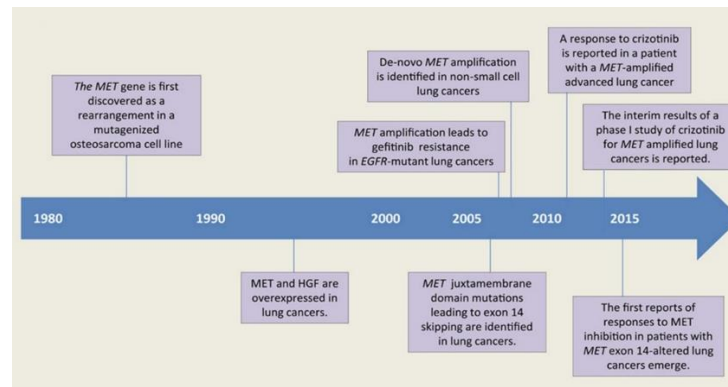 The MET gene is first
discovered as a
rearrangement in a
mutagenized
osteosarcoma cell line
De-novo MET amplification
is identified in non-small cell
lung cancers
MET amplification leads to
gefitinib resistance
in EGFR-mutant lung cancers
A response to crizotinib
is reported in a patient
with a MET-amplified
advanced lung cancer
The interim results of a
phase I study of crizotinib
for MET amplified lung
cancers is reported.
1980 1990 2000 2005 2010 2015
MET and HGF are
overexpressed in
lung cancers.
MET juxtamembrane
domain mutations
leading to exon 14
skipping are identified
in lung cancers.
The first reports of
responses to MET
inhibition in patients with
MET exon 14-altered lung
cancers emerge.